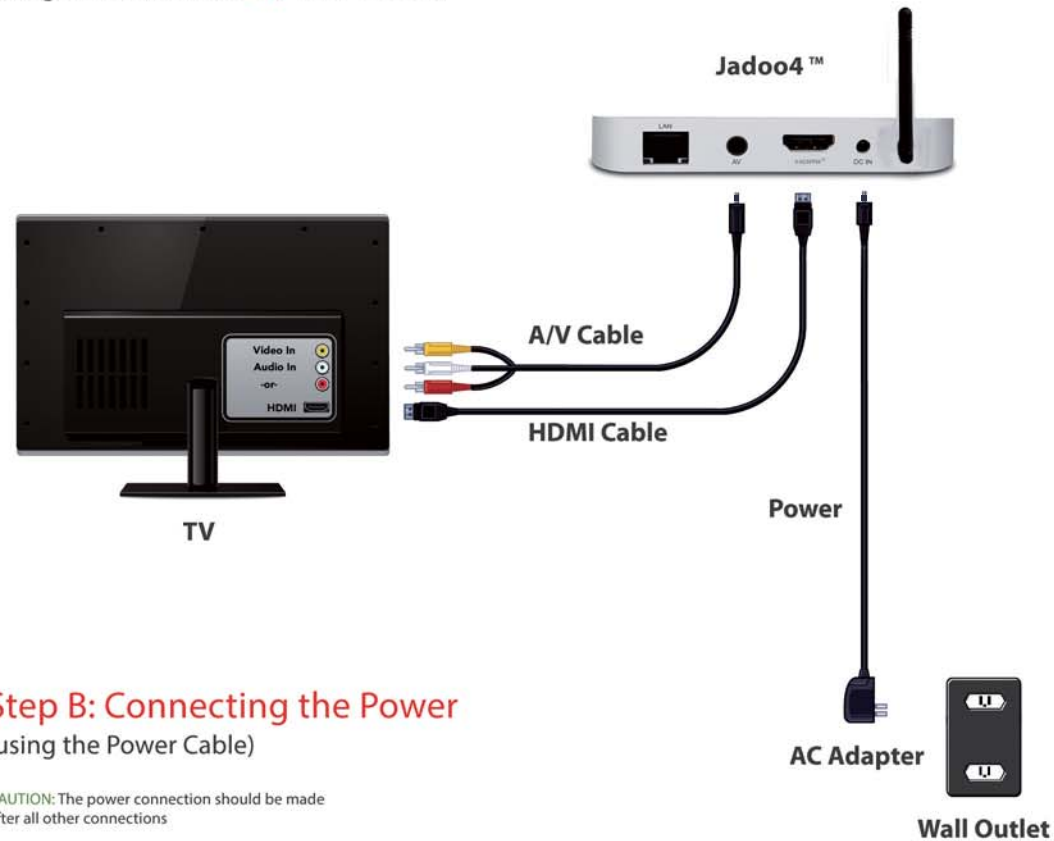 Jadoo4 ™
LAN
AV
DC IN
Video In
Audio In
-or-
HDMI
A/V Cable
HDMI Cable
TV
Power
Step B: Connecting the Power
using the Power Cable)
AUTION: The power connection should be made
fter all other connections
AC Adapter
Wall Outlet